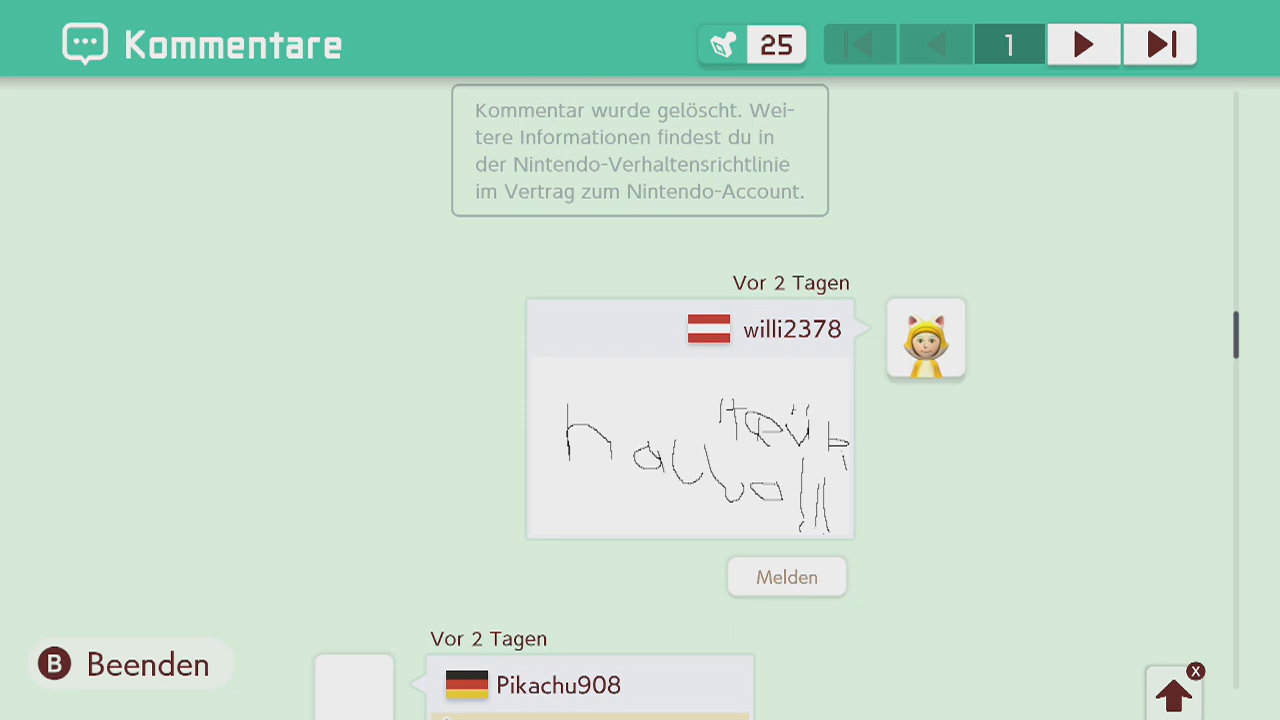 Kommentare
25
1
Kommentar wurde gelöscht. Wei-
tere Informationen findest du in
der Nintendo-Verhaltensrichtlinie
im Vertrag zum Nintendo-Account.
Vor 2 Tagen
willi2378
hallo!!!
Melden
Vor 2 Tagen
Pikachu908
B Beenden
X